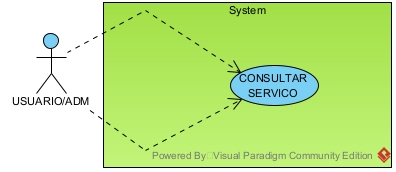 System
CONSULTAR
SERVICO
USUARIO/ADM
Powered By Visual Paradigm Community Edition